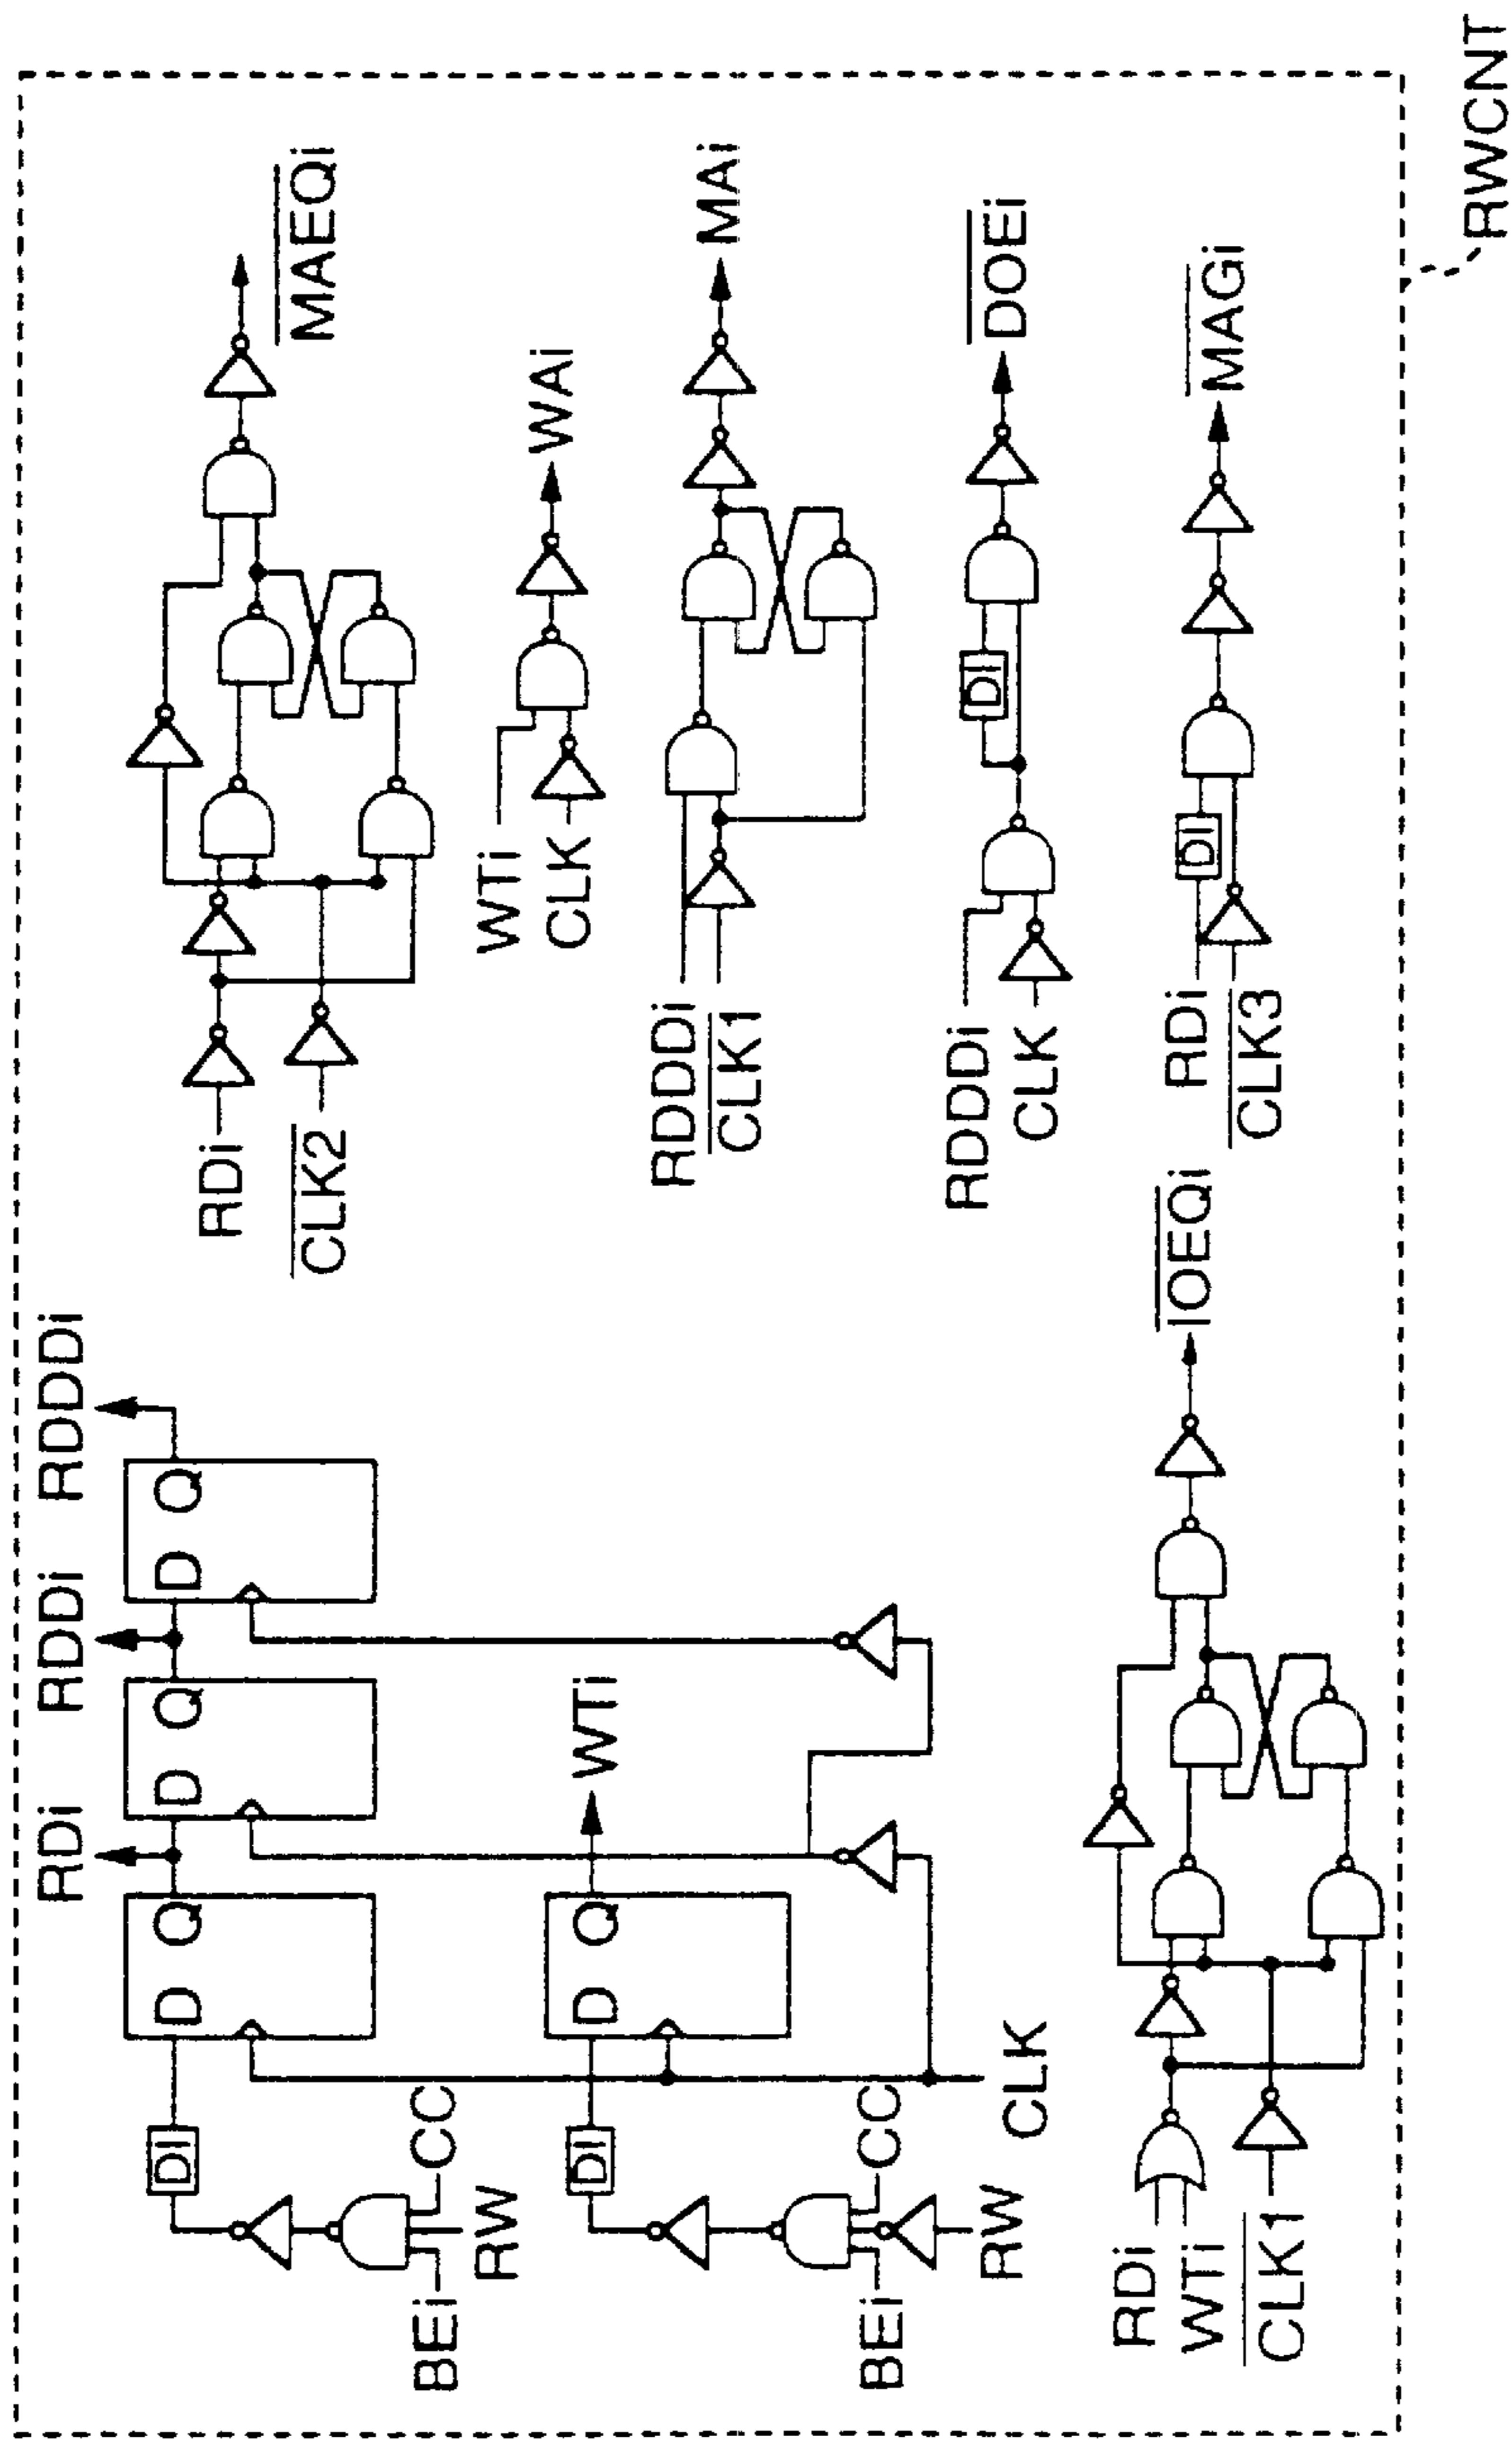 RDi
RDDi
RDDDi
DI
D Q
D Q
D Q
BEi
CC
RW
WTi
DI
D Q
BEi
CC
RW
CLK
RDi
WTi
CLK1
IOEQi
RDi
CLK2
MAEQi
WTi
CLK
WAi
RDDDi
CLK1
MAi
RDDDi
CLK
DI
DOEi
RDi
CLK3
DI
MAGi
RWCNT